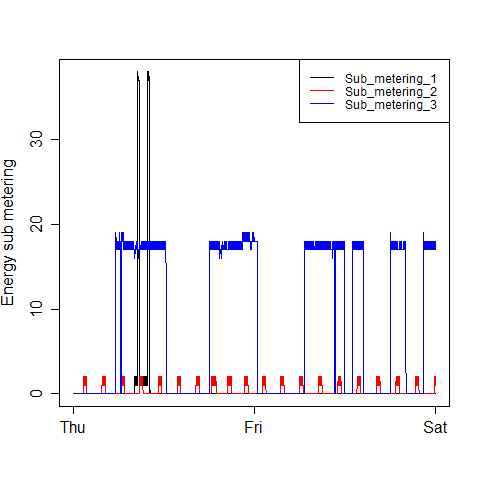 Sub_metering_1
Sub_metering_2
Sub_metering_3
Energy sub metering
30
20
10
0
Thu
Fri
Sat